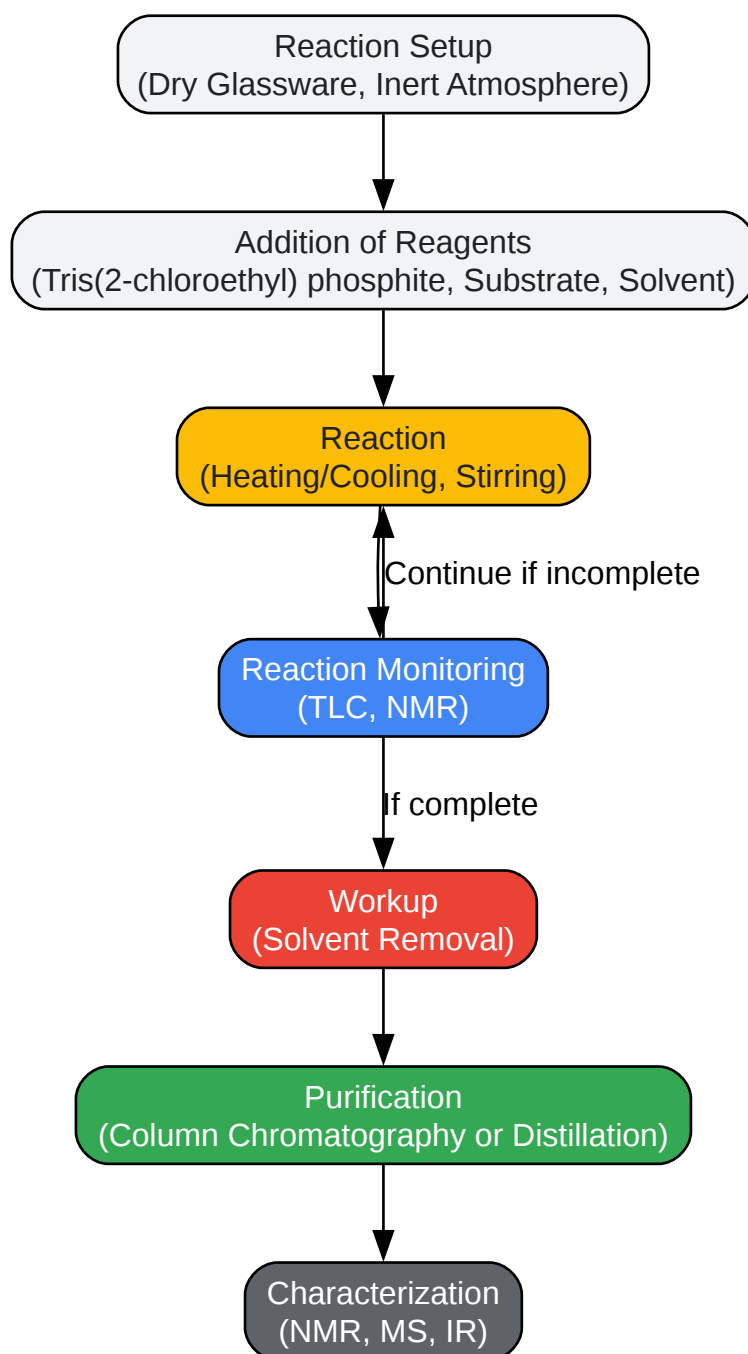 Reaction Setup
(Dry Glassware, Inert Atmosphere)
Addition of Reagents
(Tris(2-chloroethyl) phosphite, Substrate, Solvent)
Reaction
(Heating/Cooling, Stirring)
Continue if incomplete
Reaction Monitoring
(TLC, NMR)
If complete
Workup
(Solvent Removal)
Purification
(Column Chromatography or Distillation)
Characterization
(NMR, MS, IR)